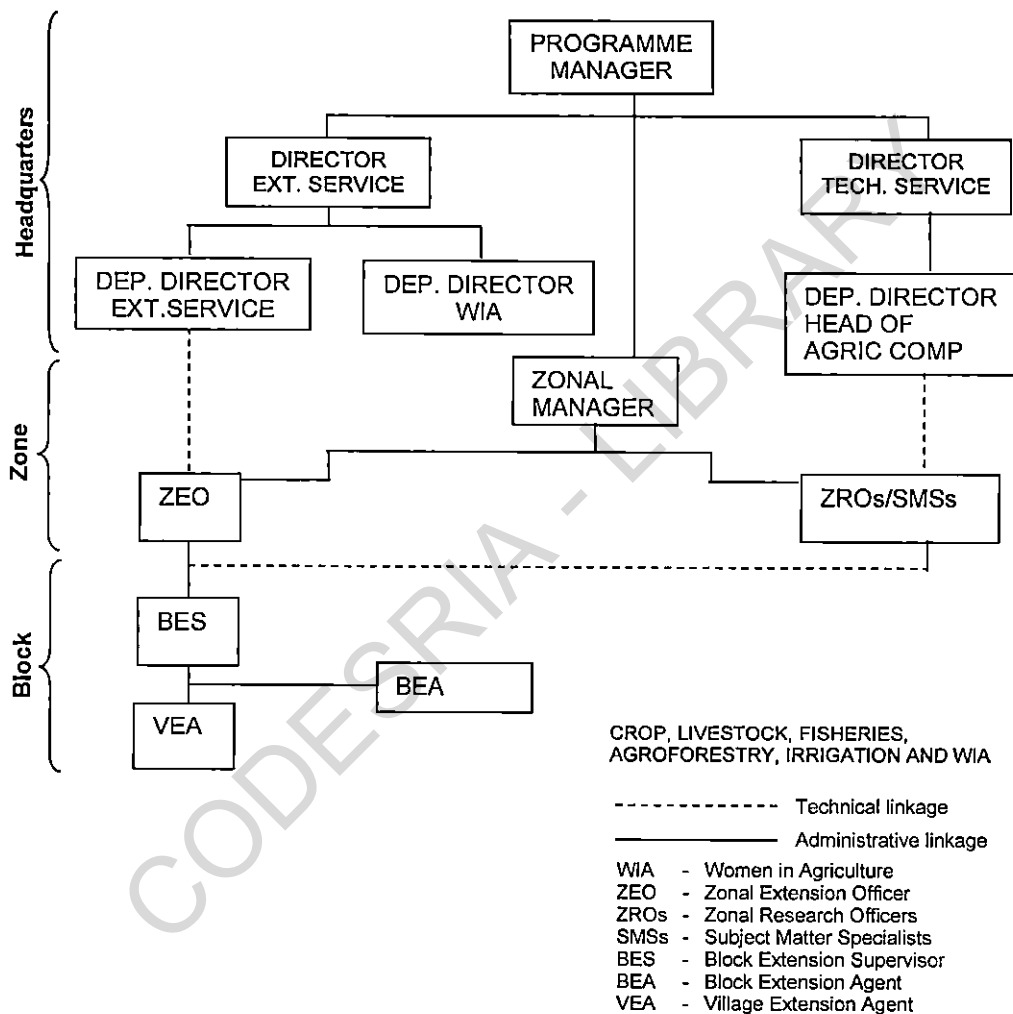 Headquarters
PROGRAMME
MANAGER
DIRECTOR
EXT. SERVICE
DIRECTOR
TECH. SERVICE
DEP. DIRECTOR
EXT.SERVICE
DEP. DIRECTOR
WIA
DEP. DIRECTOR
HEAD OF
AGRIC COMP
Zone
ZONAL
MANAGER
ZEO
ZROs/SMSs
Block
BES
BEA
VEA
CROP, LIVESTOCK, FISHERIES,
AGROFORESTRY, IRRIGATION AND WIA
Technical linkage
Administrative linkage
WIA - Women in Agriculture
ZEO - Zonal Extension Officer
ZROs - Zonal Research Officers
SMSs - Subject Matter Specialists
BES - Block Extension Supervisor
BEA - Block Extension Agent
VEA - Village Extension Agent
CODESRIA - LIBRARY